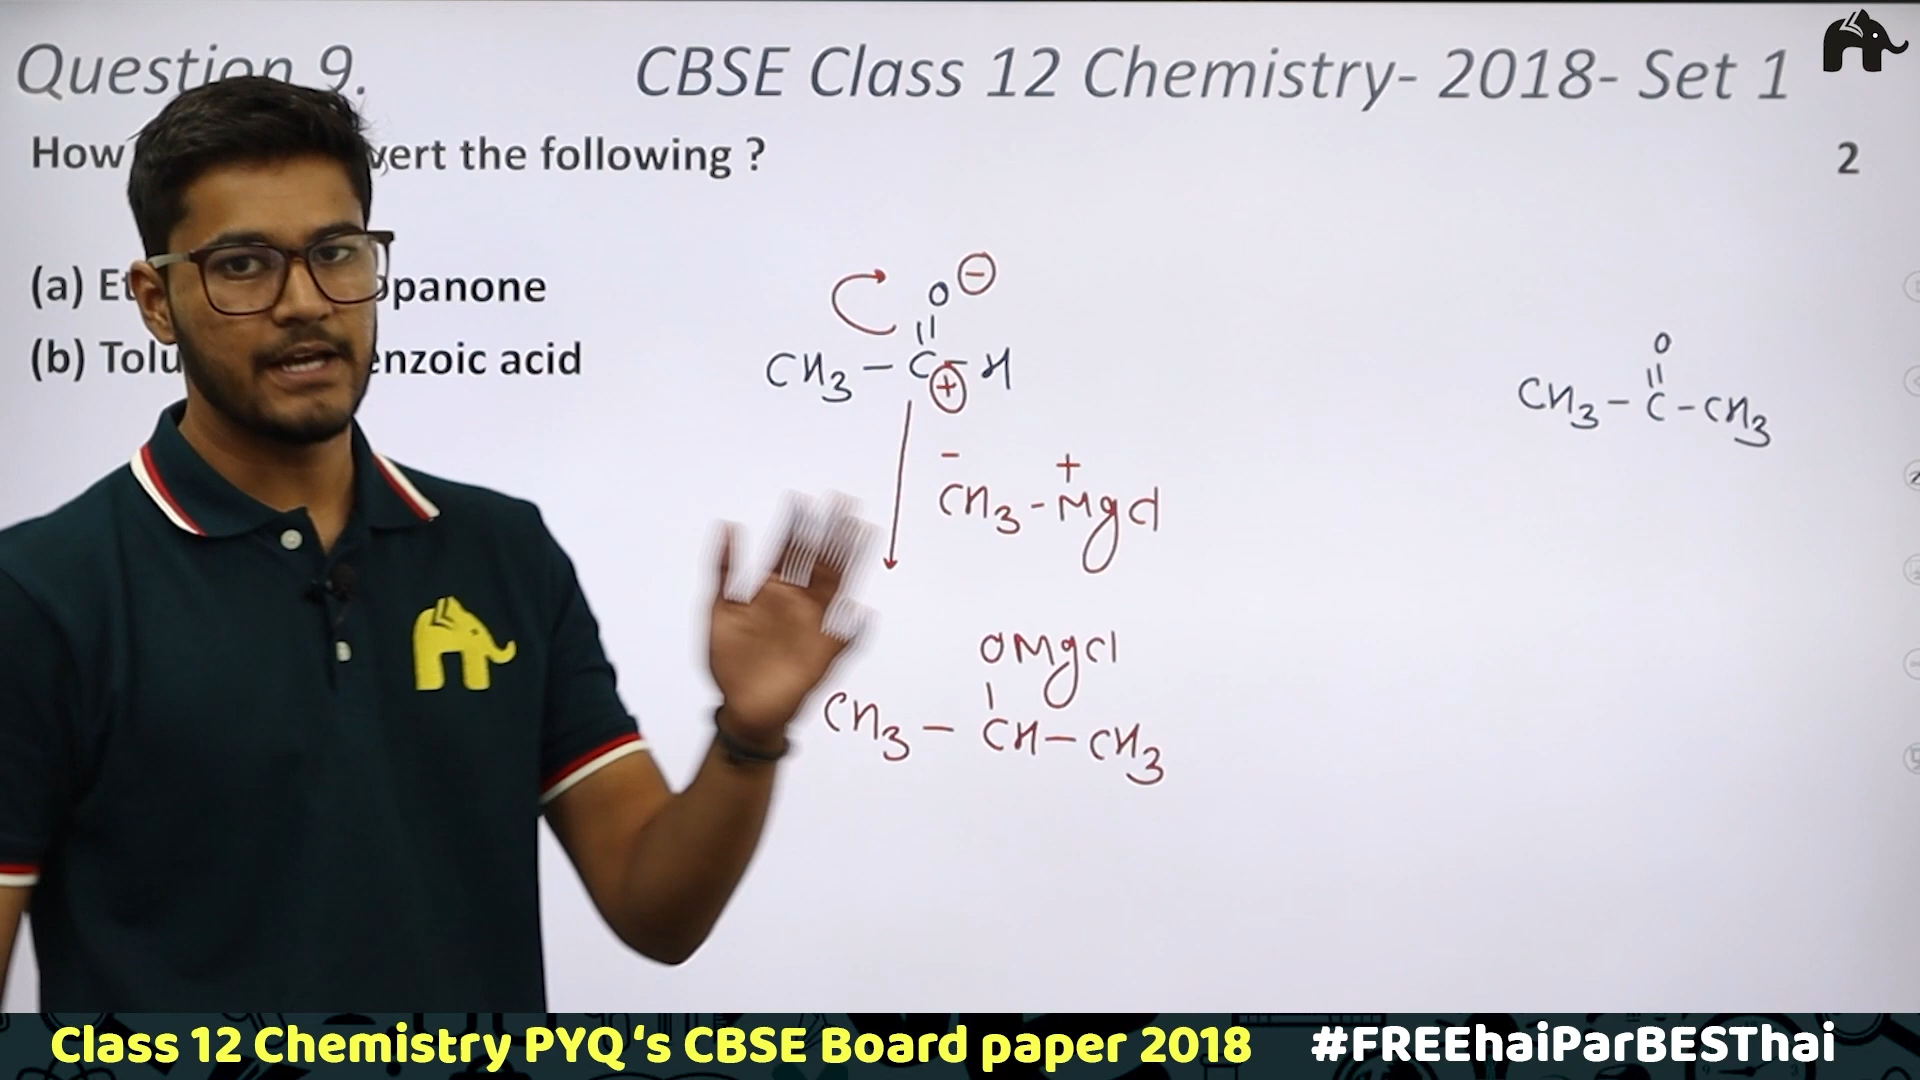 Question 9.
CBSE Class 12 Chemistry- 2018- Set 1
How vert the following ?
2
(a) Et opanone
(b) Tolu enzoic acid
O ⊖
||
CH3 – C – H
⊕
– +
CH3 - MgCl
OMgCl
|
CH3 – CH – CH3
O
||
CH3 – C – CH3
Class 12 Chemistry PYQ‘s CBSE Board paper 2018
#FREEhaiParBESThai